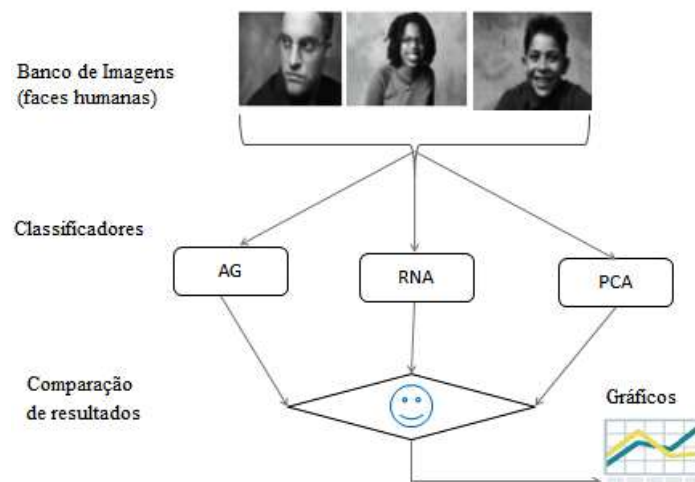 Banco de Imagens
(faces humanas)
Classificadores
AG
RNA
PCA
Comparação
de resultados
Gráficos